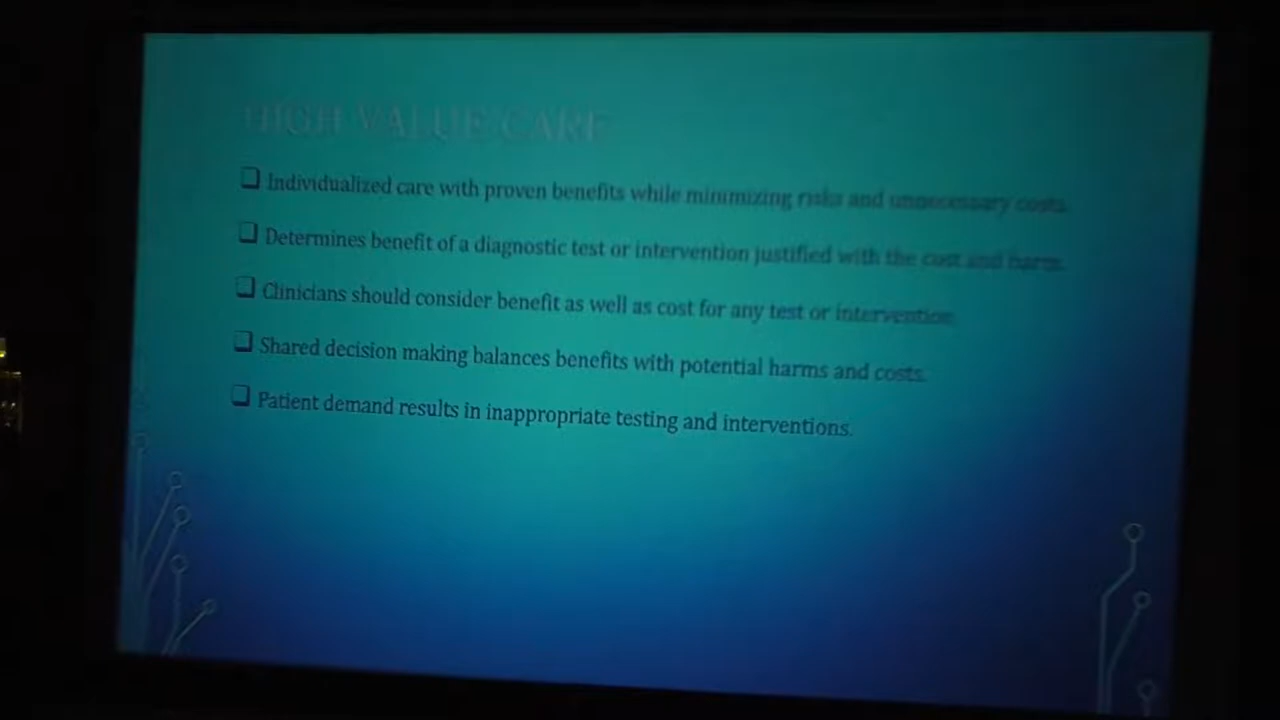 HIGH VALUE CARE
❑ Individualized care with proven benefits while minimizing risks and unnecessary costs.
❑ Determines benefit of a diagnostic test or intervention justified with the cost and harm.
❑ Clinicians should consider benefit as well as cost for any test or intervention
❑ Shared decision making balances benefits with potential harms and costs.
❑ Patient demand results in inappropriate testing and interventions.